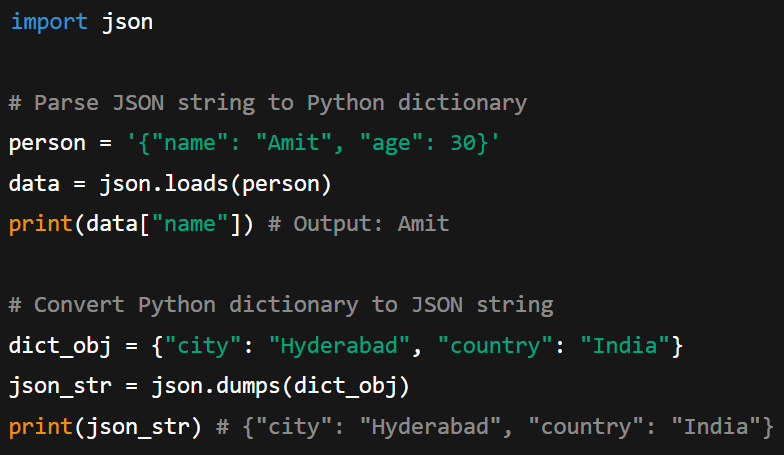 import json
# Parse JSON string to Python dictionary
person = '{"name": "Amit", "age": 30}'
data = json.loads(person)
print(data["name"]) # Output: Amit
# Convert Python dictionary to JSON string
dict_obj = {"city": "Hyderabad", "country": "India"}
json_str = json.dumps(dict_obj)
print(json_str) # {"city": "Hyderabad", "country": "India"}